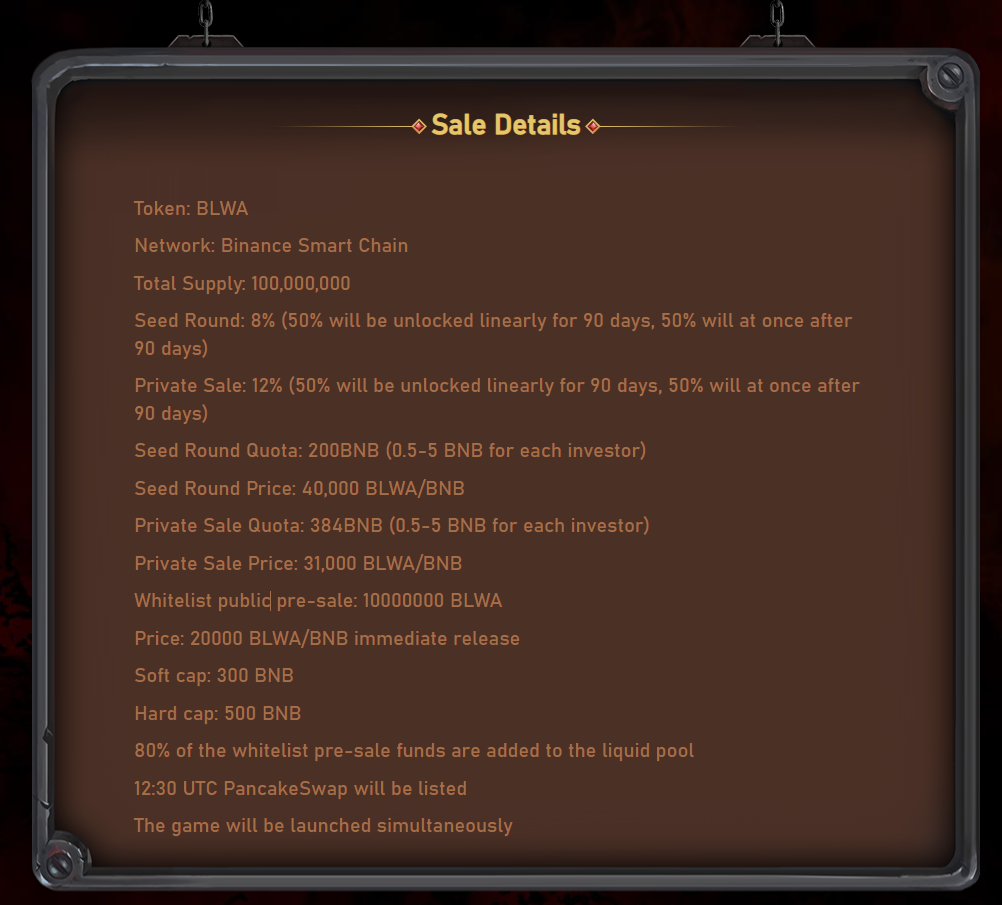 Sale Details
Token: BLWA
Network: Binance Smart Chain
Total Supply: 100,000,000
Seed Round: 8% (50% will be unlocked linearly for 90 days, 50% will at once after
90 days)
Private Sale: 12% (50% will be unlocked linearly for 90 days, 50% will at once after
90 days)
Seed Round Quota: 200BNB (0.5-5 BNB for each investor)
Seed Round Price: 40,000 BLWA/BNB
Private Sale Quota: 384BNB (0.5-5 BNB for each investor)
Private Sale Price: 31,000 BLWA/BNB
Whitelist public pre-sale: 10000000 BLWA
Price: 20000 BLWA/BNB immediate release
Soft cap: 300 BNB
Hard cap: 500 BNB
80% of the whitelist pre-sale funds are added to the liquid pool
12:30 UTC PancakeSwap will be listed
The game will be launched simultaneously